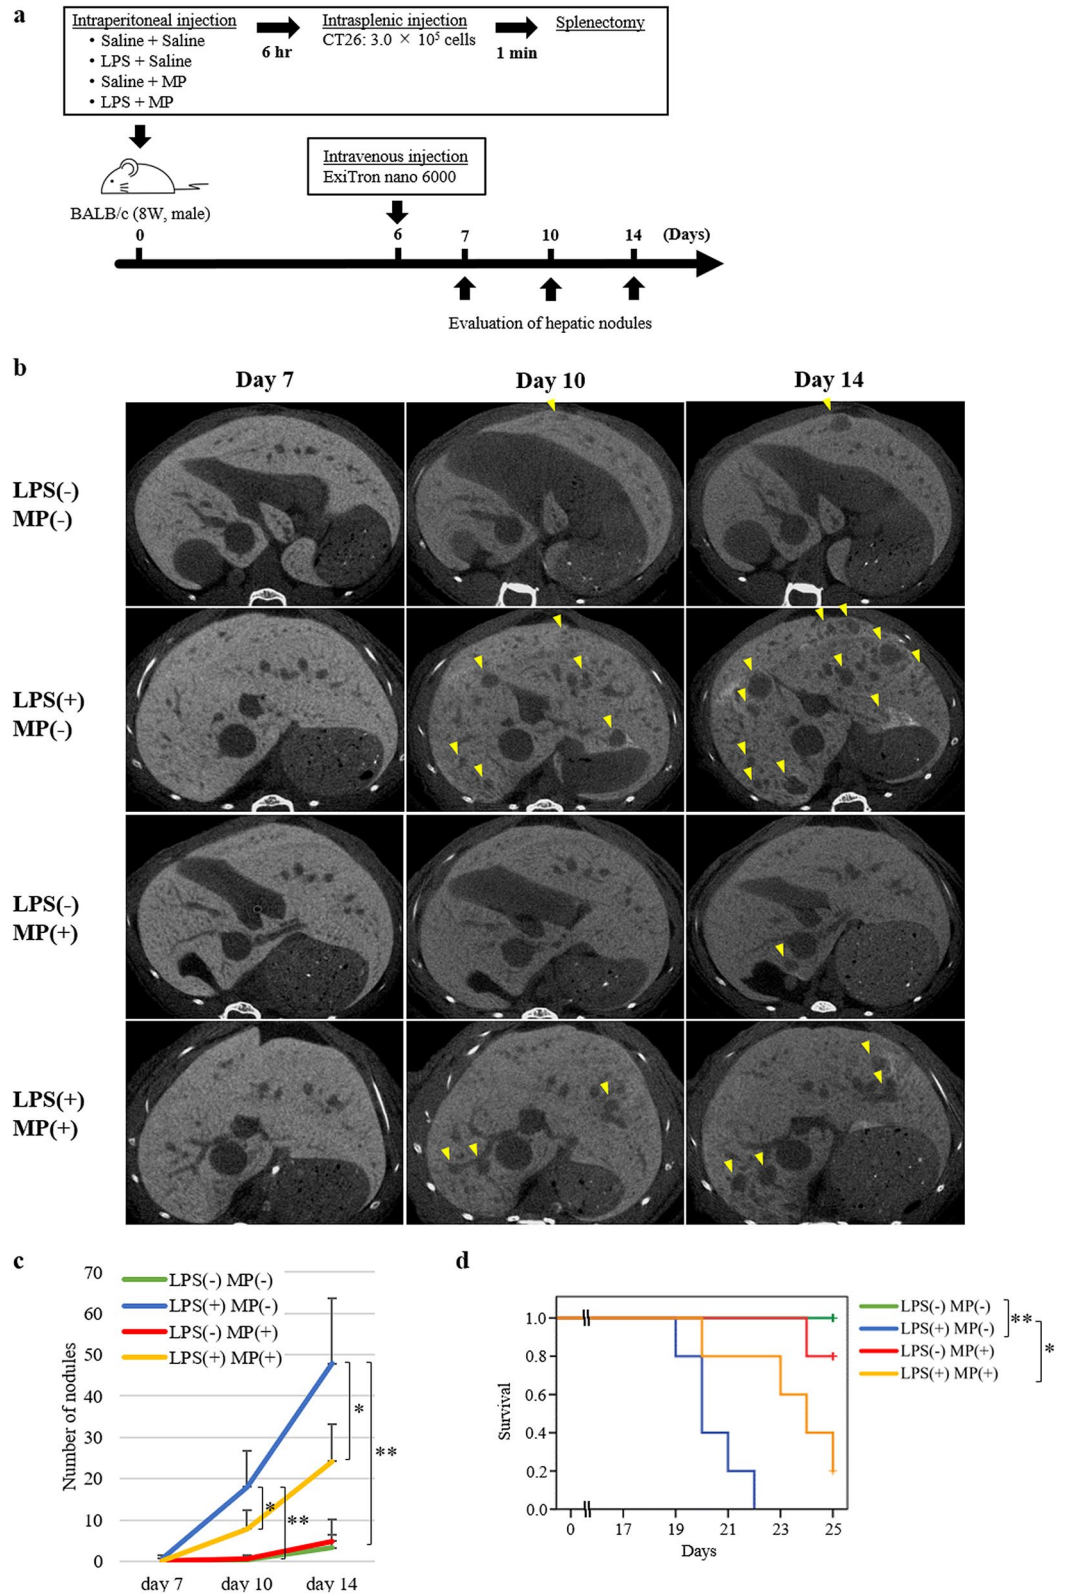 a
Intraperitoneal injection
• Saline + Saline
• LPS + Saline
• Saline + MP
• LPS + MP
6 hr
Intrasplenic injection
CT26: 3.0 × 10⁵ cells
1 min
Splenectomy
Intravenous injection
ExiTron nano 6000
BALB/c (8W, male)
0 6 7 10 14 (Days)
Evaluation of hepatic nodules
b
Day 7 Day 10 Day 14
LPS(-)
MP(-)
LPS(+)
MP(-)
LPS(-)
MP(+)
LPS(+)
MP(+)
c
Number of nodules
70
60
50
40
30
20
10
0
day 7 day 10 day 14
LPS(-) MP(-)
LPS(+) MP(-)
LPS(-) MP(+)
LPS(+) MP(+)
*
**
*
**
d
Survival
1.0
0.8
0.6
0.4
0.2
0.0
0 17 19 21 23 25
Days
LPS(-) MP(-)
LPS(+) MP(-)
LPS(-) MP(+)
LPS(+) MP(+)
**
*